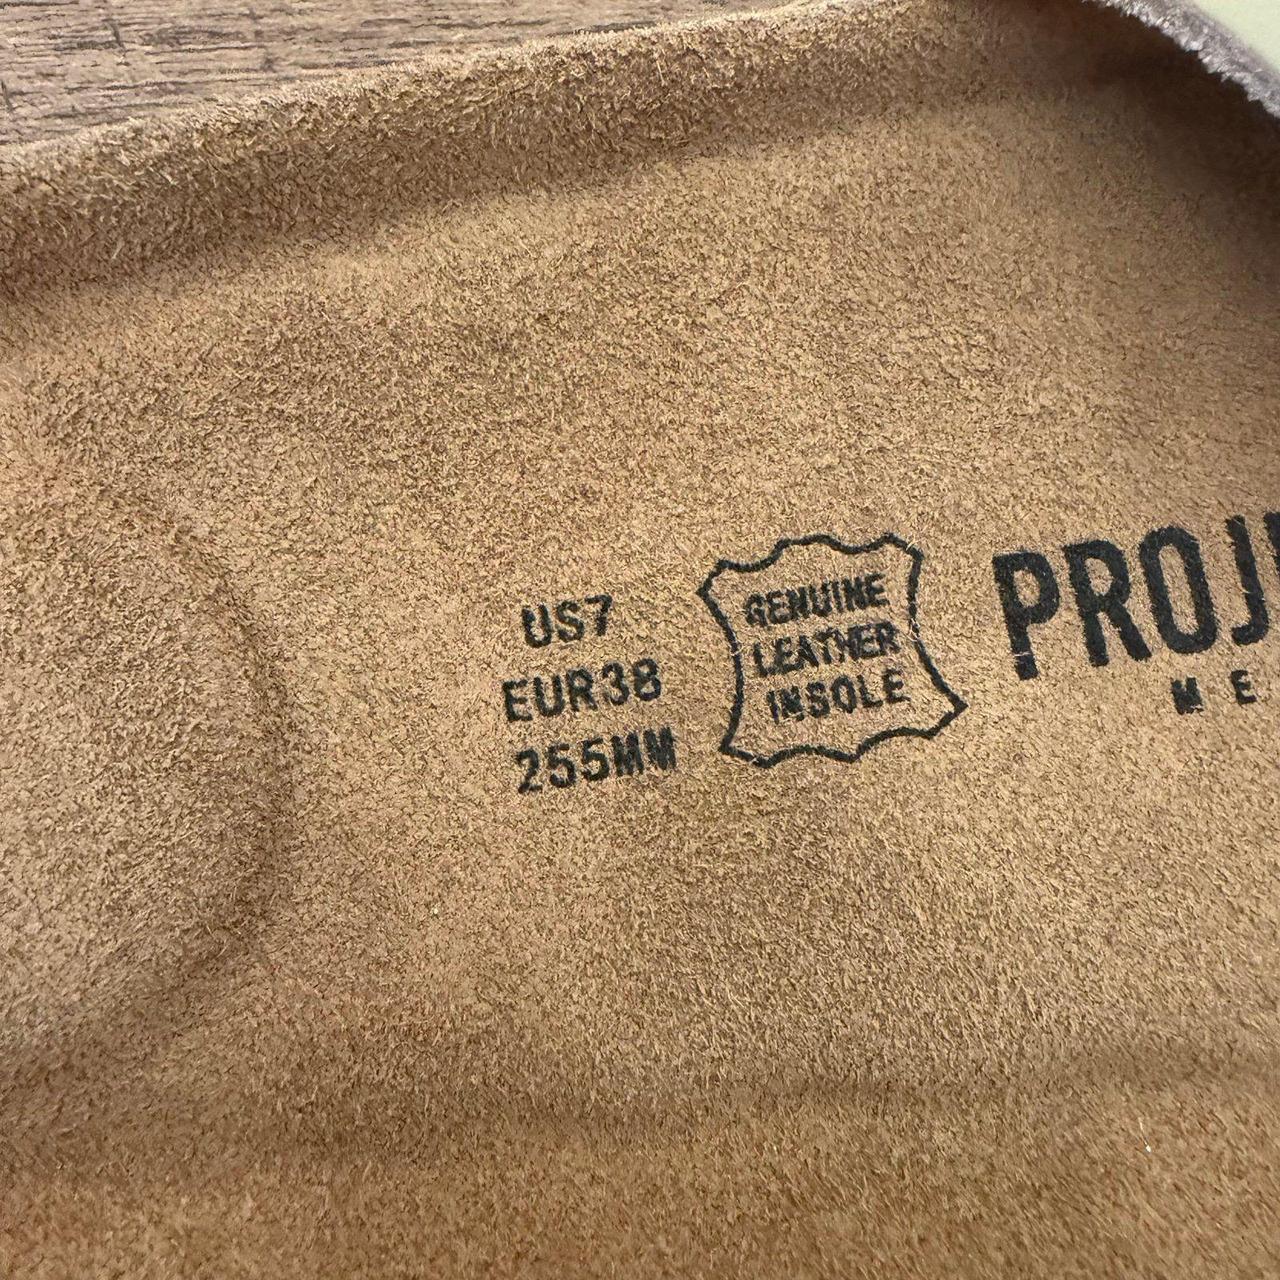 US7
EUR38
255MM
GENUINE
LEATHER
INSOLE
PROJ
ME